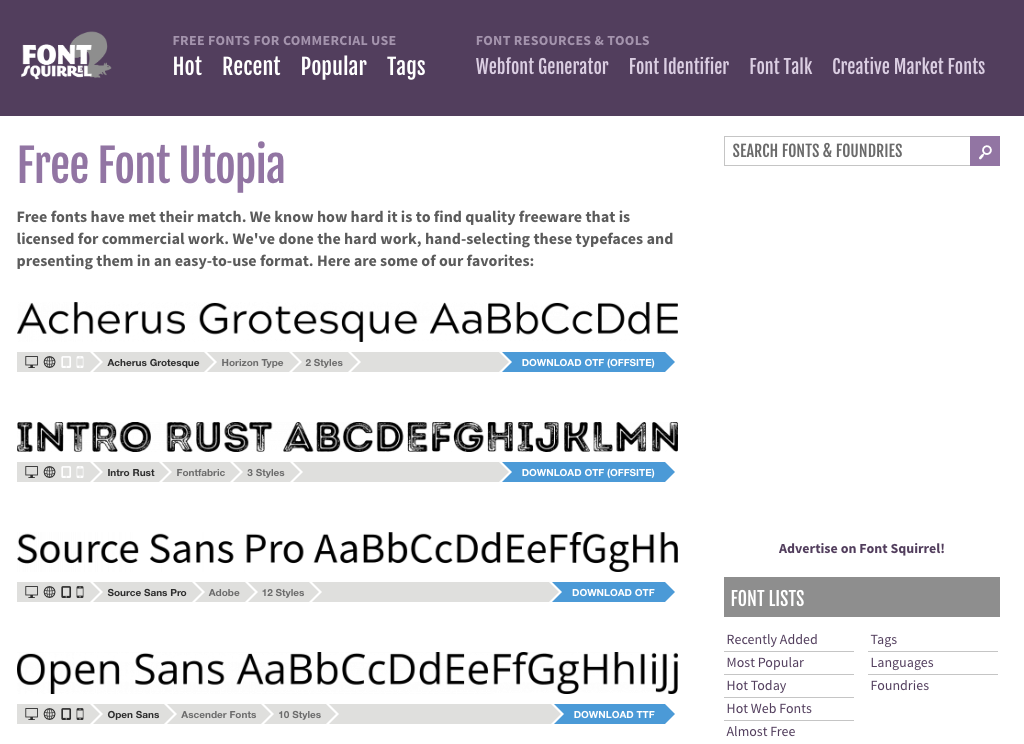 FONT SQUIRREL
FREE FONTS FOR COMMERCIAL USE
Hot Recent Popular Tags
FONT RESOURCES & TOOLS
Webfont Generator Font Identifier Font Talk Creative Market Fonts
Free Font Utopia
SEARCH FONTS & FOUNDRIES
Free fonts have met their match. We know how hard it is to find quality freeware that is
licensed for commercial work. We've done the hard work, hand-selecting these typefaces and
presenting them in an easy-to-use format. Here are some of our favorites:
Acherus Grotesque AaBbCcDdE
Acherus Grotesque Horizon Type 2 Styles DOWNLOAD OTF (OFFSITE)
INTRO RUST ABCDEFGHIJKLMN
Intro Rust Fontfabric 3 Styles DOWNLOAD OTF (OFFSITE)
Source Sans Pro AaBbCcDdEeFfGgHh
Source Sans Pro Adobe 12 Styles DOWNLOAD OTF
Open Sans AaBbCcDdEeFfGgHhIiJj
Open Sans Ascender Fonts 10 Styles DOWNLOAD TTF
Advertise on Font Squirrel!
FONT LISTS
Recently Added
Most Popular
Hot Today
Hot Web Fonts
Almost Free
Tags
Languages
Foundries